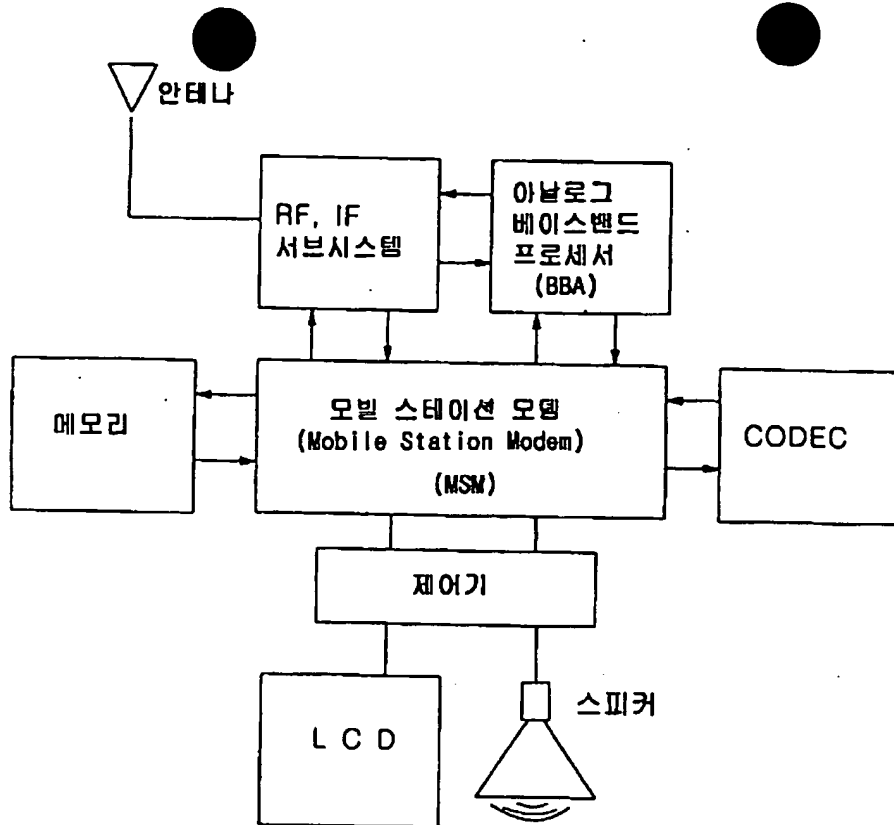 안테나
RF, IF
서브시스템
아날로그
베이스밴드
프로세서
(BBA)
메모리
모빌 스테이션 모뎀
(Mobile Station Modem)
(MSM)
CODEC
제어기
L C D
스피커